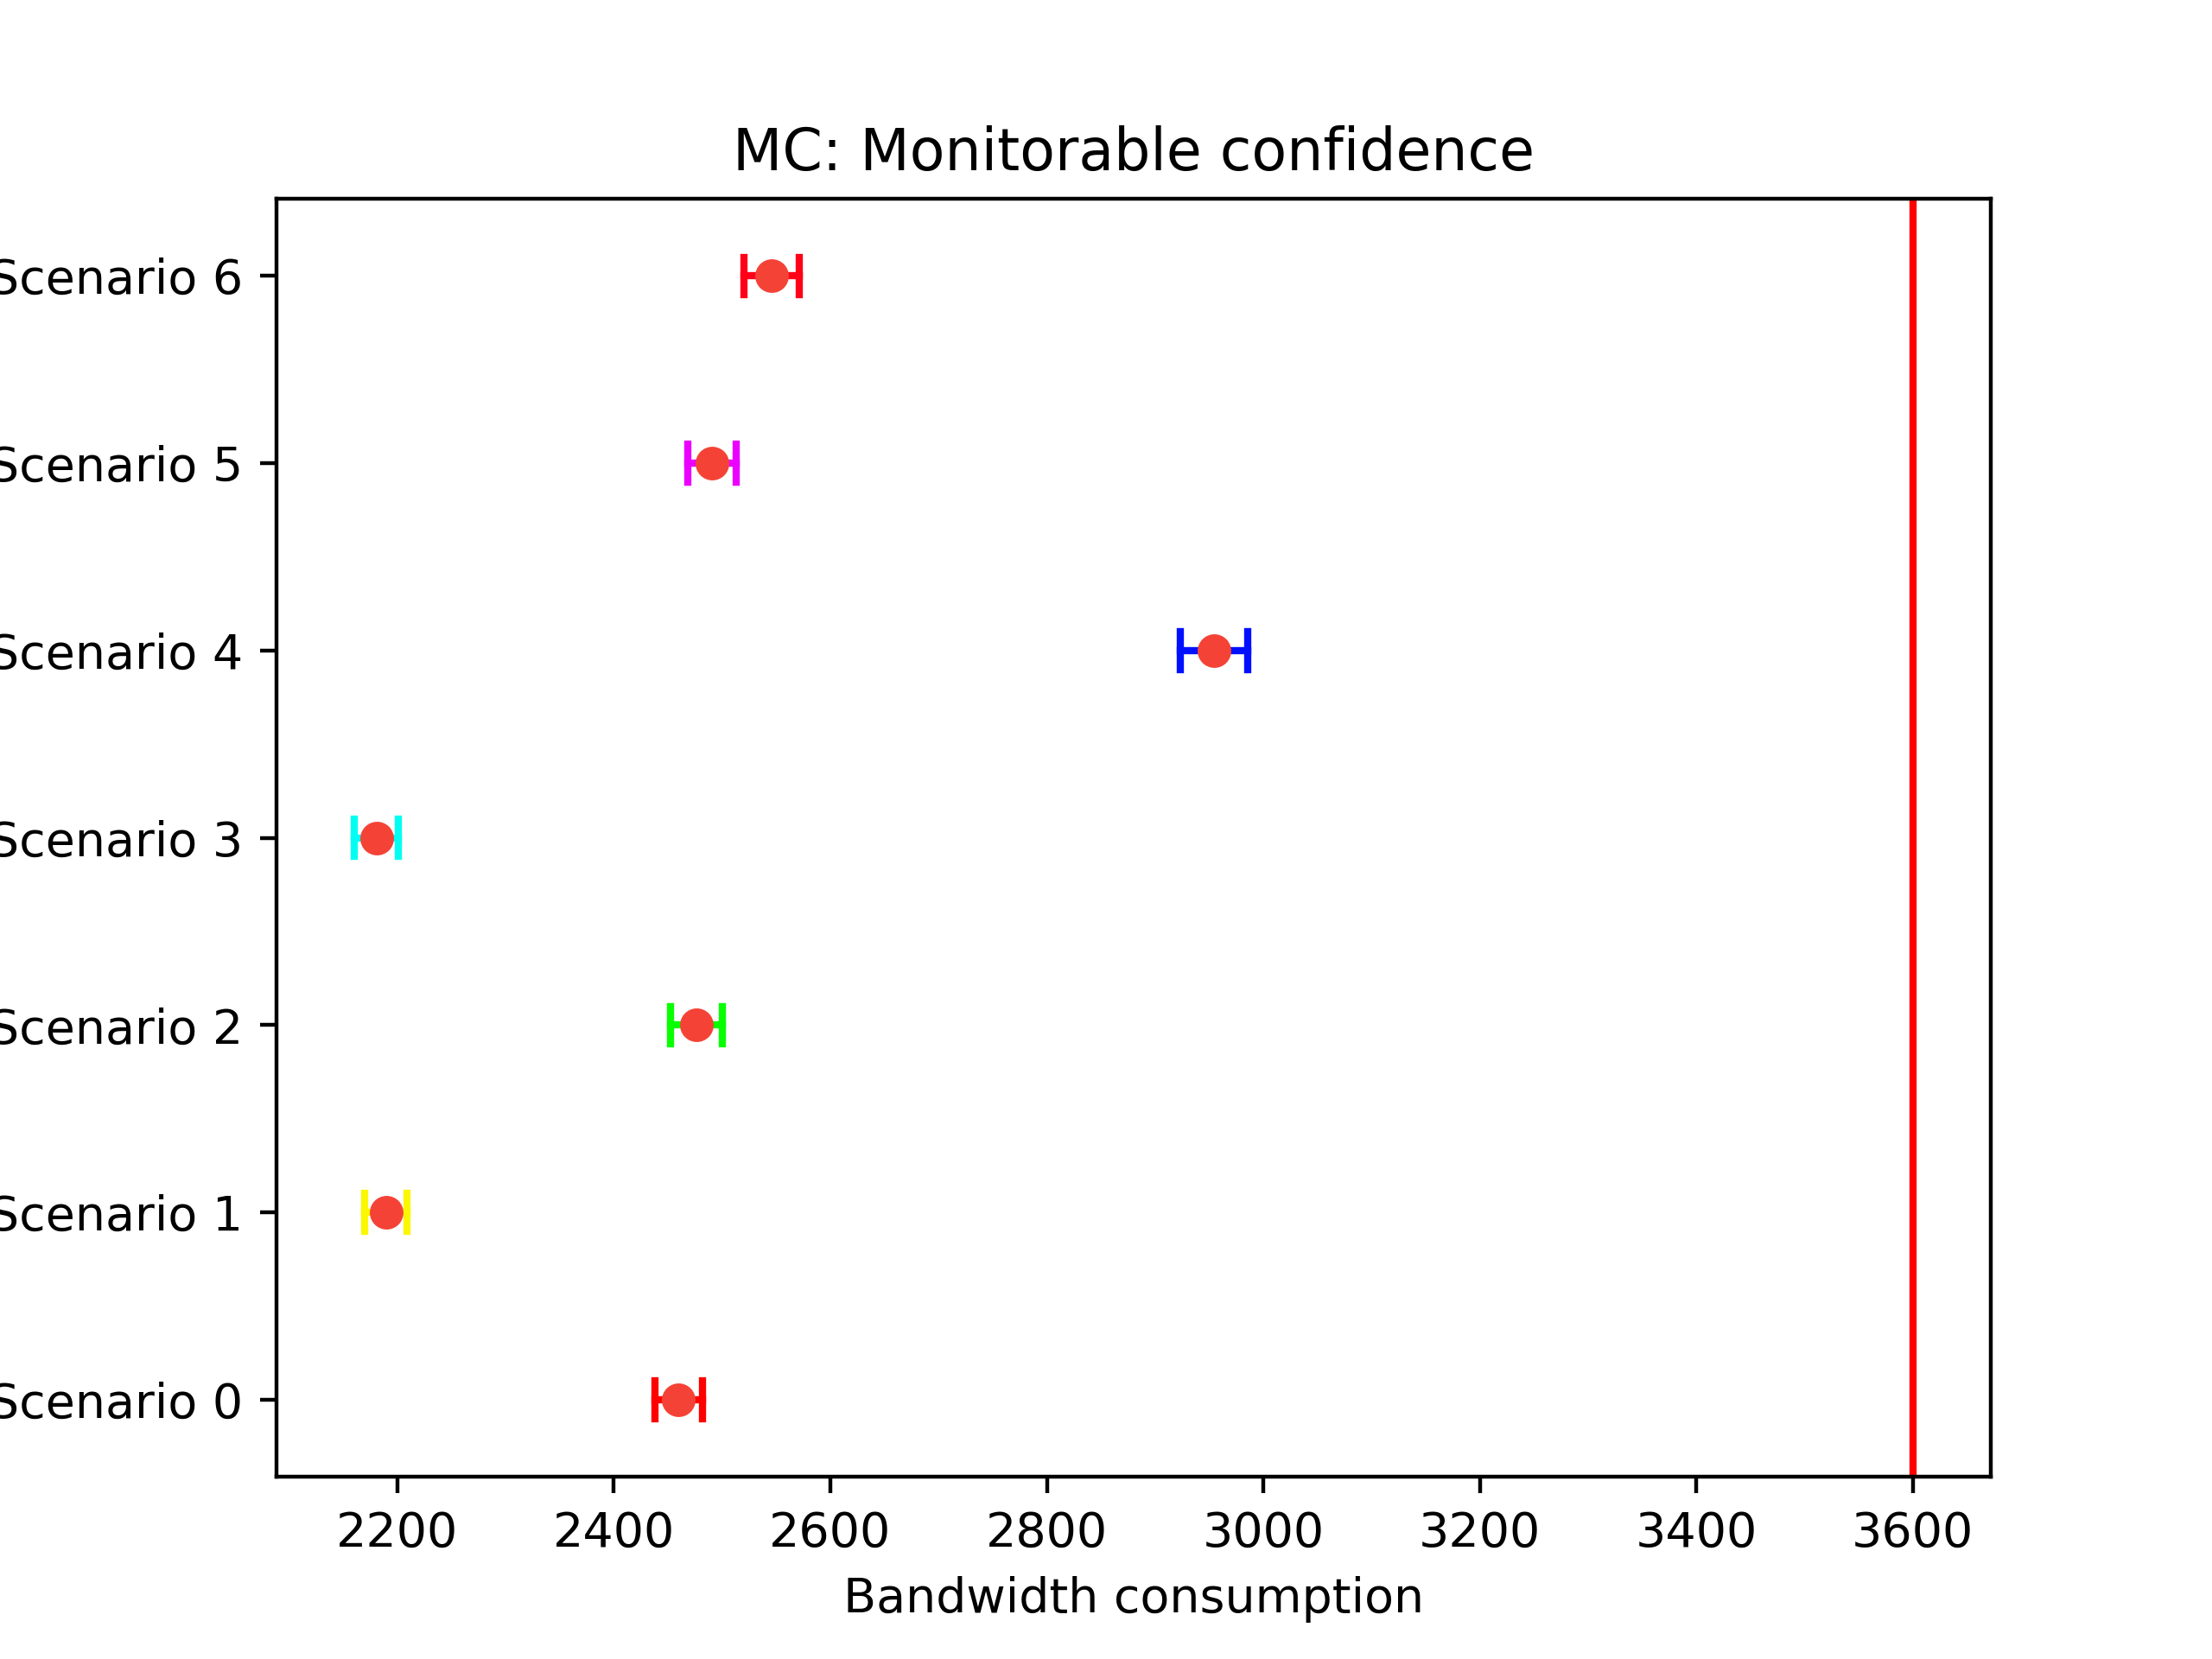 MC: Monitorable confidence
Scenario 6
Scenario 5
Scenario 4
Scenario 3
Scenario 2
Scenario 1
Scenario 0
2200 2400 2600 2800 3000 3200 3400 3600
Bandwidth consumption